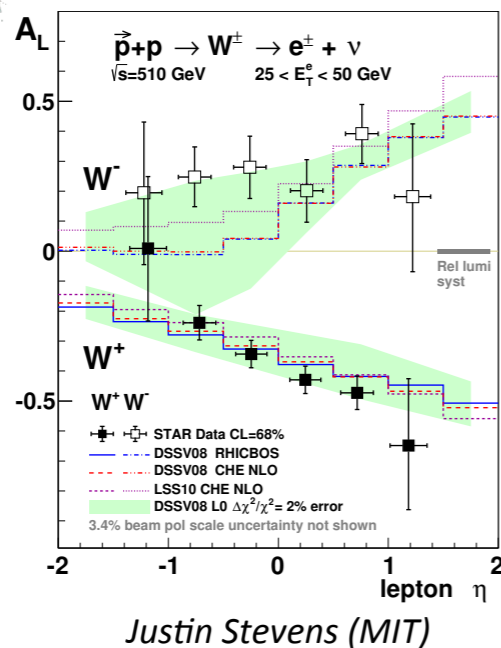 A_L
p⃗+p → W± → e± + ν
√s=510 GeV 25 < E_T^e < 50 GeV
0.5
W⁻
0
Rel lumi
syst
W⁺
-0.5
W⁺ W⁻
STAR Data CL=68%
DSSV08 RHICBOS
DSSV08 CHE NLO
LSS10 CHE NLO
DSSV08 L0 Δχ²/χ²= 2% error
3.4% beam pol scale uncertainty not shown
-2 -1 0 1 2
lepton η
Justin Stevens (MIT)